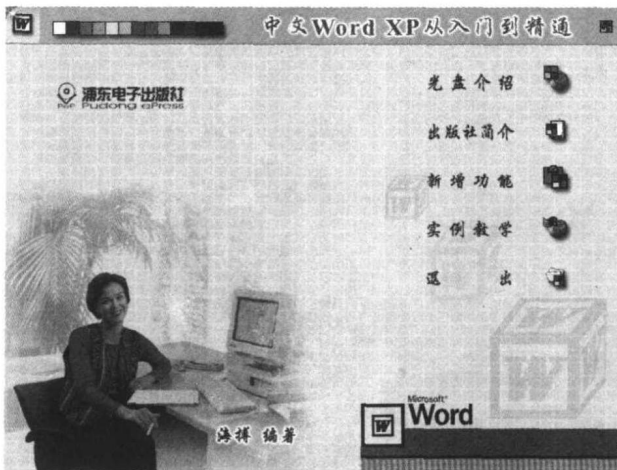 中文Word XP从入门到精通
浦东电子出版社
Pudong ePress
光盘介绍
出版社简介
新增功能
实例教学
退出
海搏 编著
Microsoft
Word